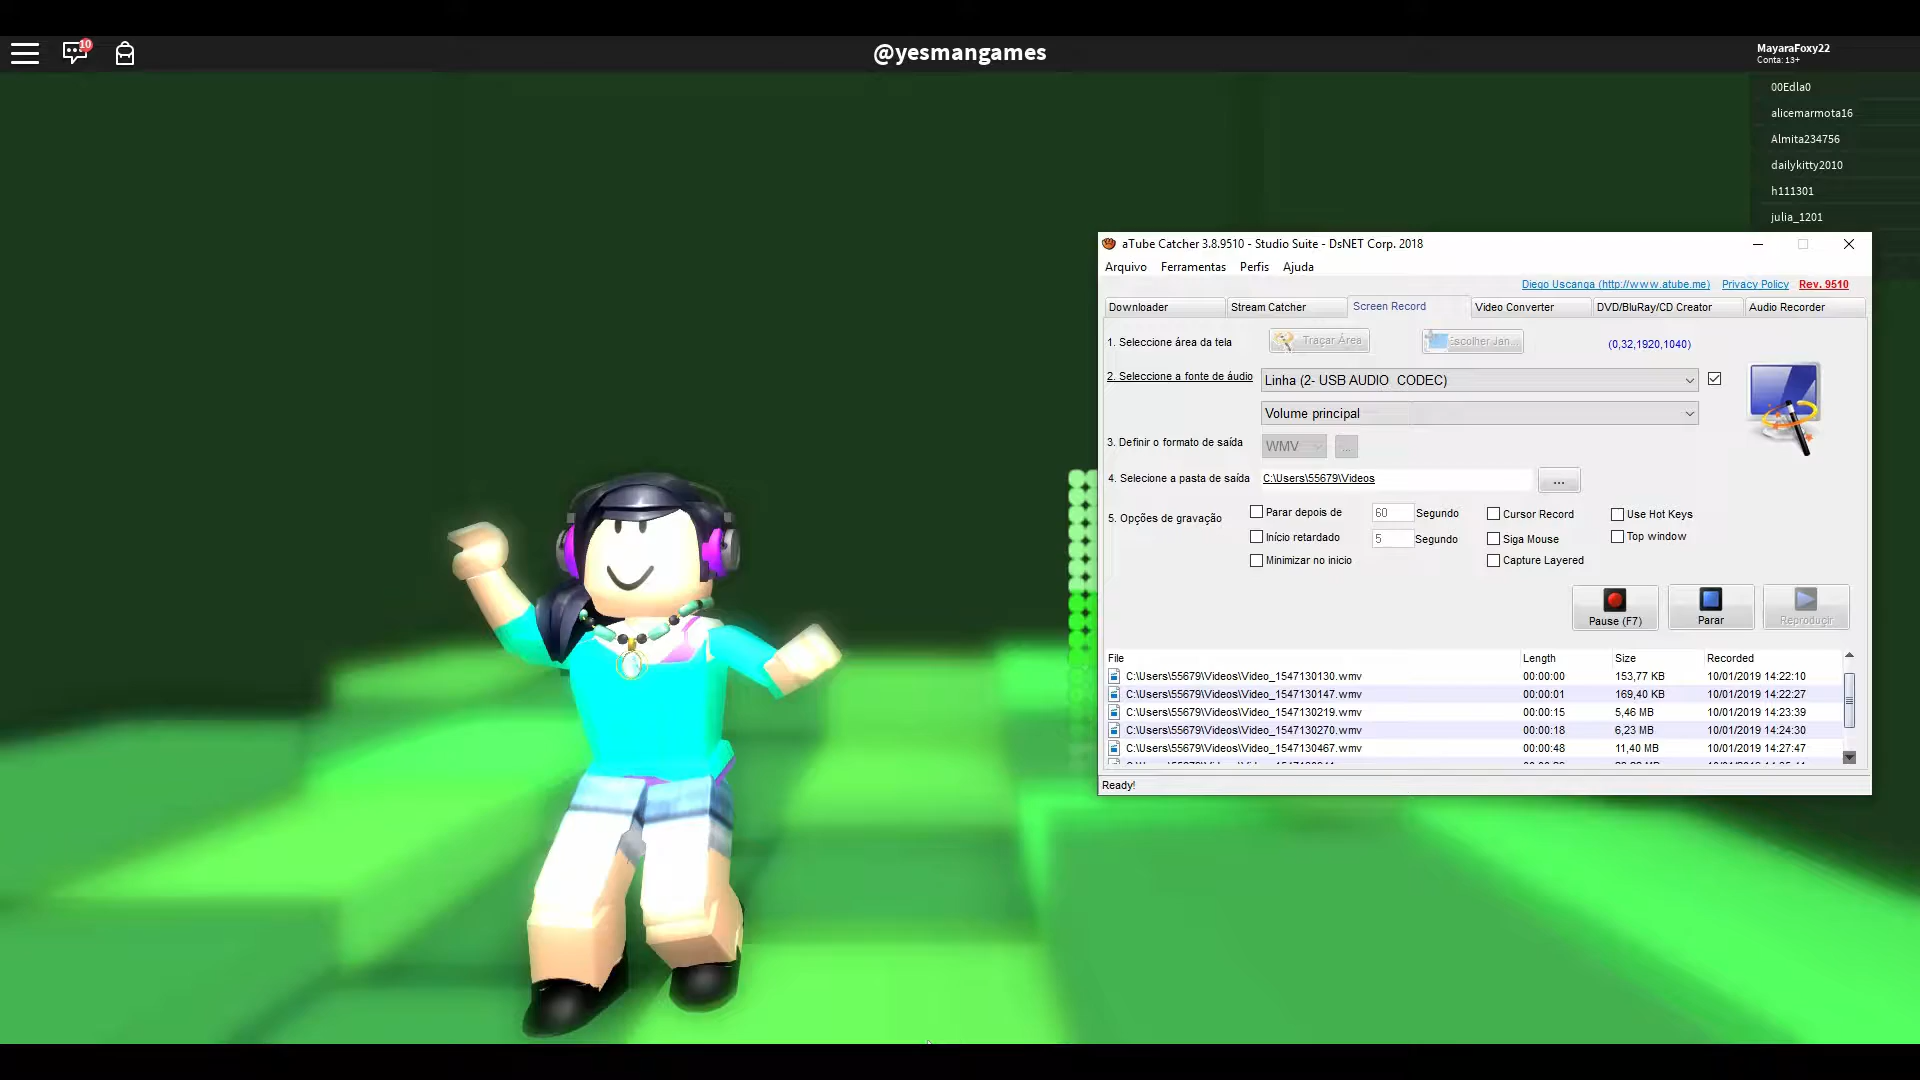 10
@yesmangames
MayaraFoxy22
Conta: 13+
00Edla0
alicemarmota16
Almita234756
dailykitty2010
h111301
julia_1201
aTube Catcher 3.8.9510 - Studio Suite - DsNET Corp. 2018
Arquivo Ferramentas Perfis Ajuda
Diego Uscanga (http://www.atube.me) Privacy Policy Rev. 9510
Downloader Stream Catcher Screen Record Video Converter DVD/BluRay/CD Creator Audio Recorder
1. Seleccione área da tela Traçar Área Escolher Jan... (0,32,1920,1040)
2. Seleccione a fonte de áudio Linha (2- USB AUDIO CODEC)
Volume principal
3. Definir o formato de saída WMV ...
4. Selecione a pasta de saída C:\Users\55679\Videos ...
5. Opções de gravação
Parar depois de 60 Segundo Cursor Record Use Hot Keys
Início retardado 5 Segundo Siga Mouse Top window
Minimizar no inicio Capture Layered
Pause (F7) Parar Reproduzir
File Length Size Recorded
C:\Users\55679\Videos\Video_1547130130.wmv 00:00:00 153,77 KB 10/01/2019 14:22:10
C:\Users\55679\Videos\Video_1547130147.wmv 00:00:01 169,40 KB 10/01/2019 14:22:27
C:\Users\55679\Videos\Video_1547130219.wmv 00:00:15 5,46 MB 10/01/2019 14:23:39
C:\Users\55679\Videos\Video_1547130270.wmv 00:00:18 6,23 MB 10/01/2019 14:24:30
C:\Users\55679\Videos\Video_1547130467.wmv 00:00:48 11,40 MB 10/01/2019 14:27:47
Ready!